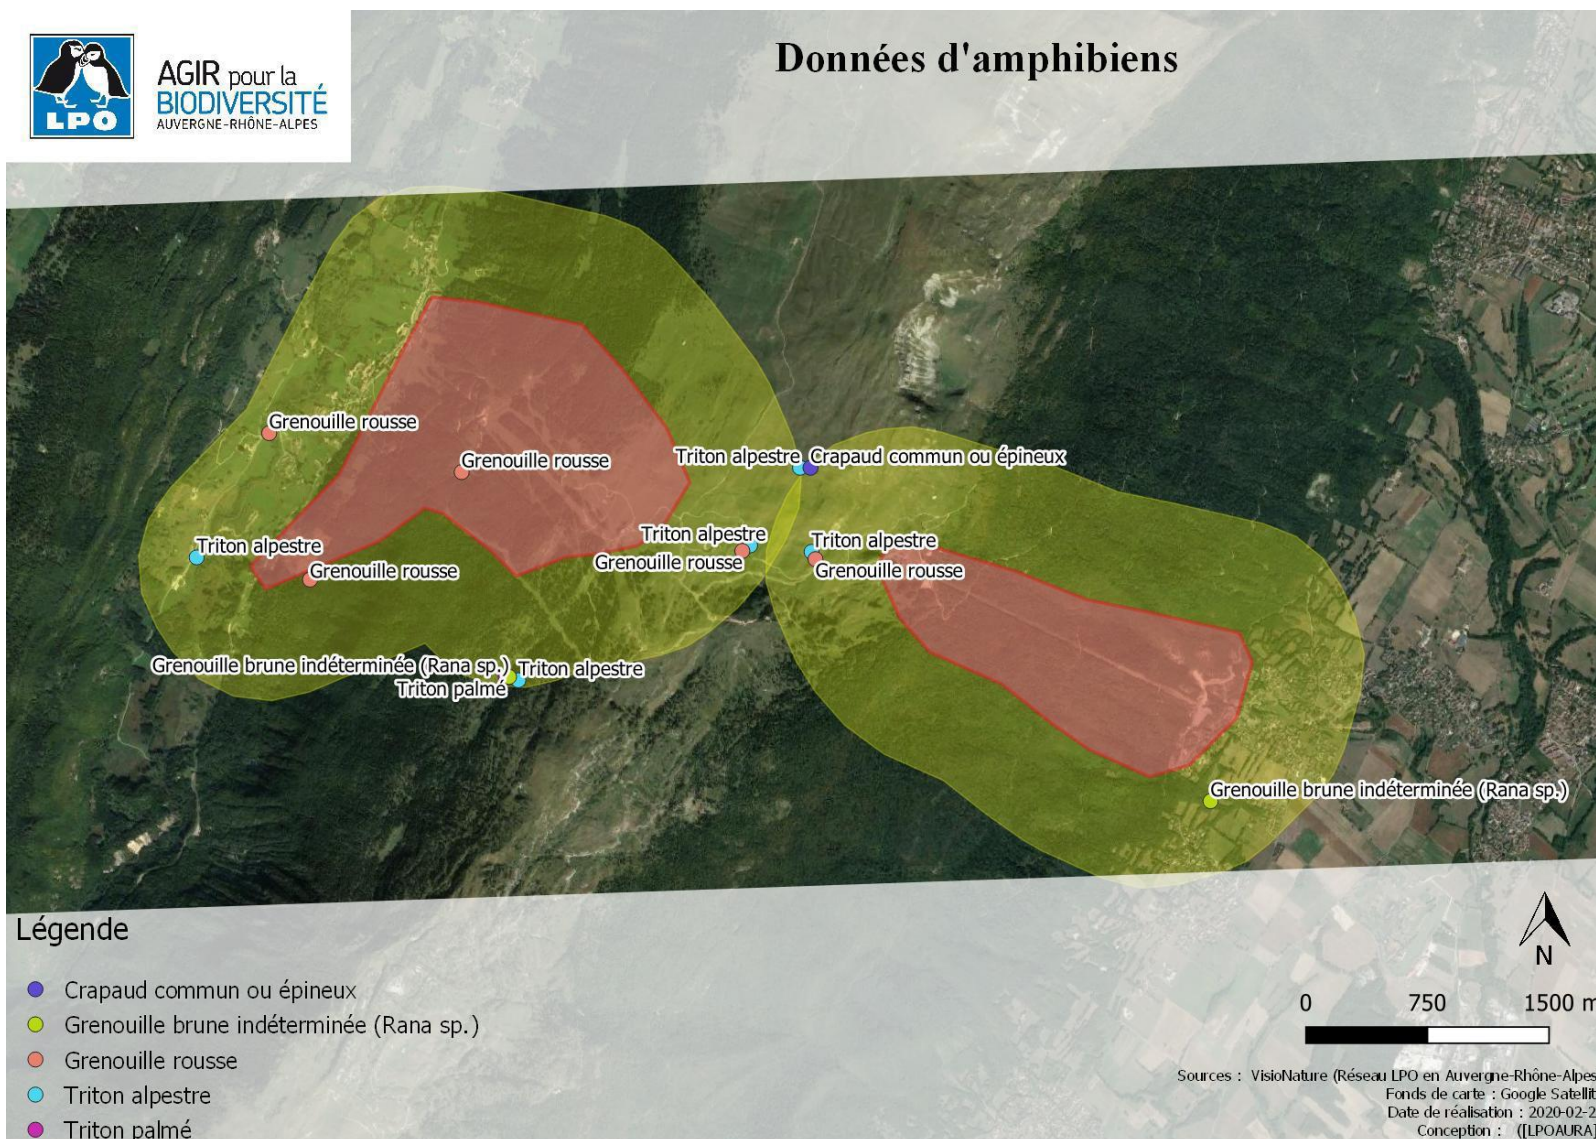 LPO
AGIR pour la
BIODIVERSITÉ
AUVERGNE-RHÔNE-ALPES
Données d'amphibiens
Grenouille rousse
Grenouille rousse
Triton alpestre
Crapaud commun ou épineux
Triton alpestre
Grenouille rousse
Triton alpestre
Grenouille rousse
Triton alpestre
Grenouille rousse
Grenouille brune indéterminée (Rana sp.)
Triton alpestre
Triton palmé
Grenouille brune indéterminée (Rana sp.)
Légende
Crapaud commun ou épineux
Grenouille brune indéterminée (Rana sp.)
Grenouille rousse
Triton alpestre
Triton palmé
N
0 750 1500 m
Sources : VisioNature (Réseau LPO en Auvergne-Rhône-Alpes
Fonds de carte : Google Satellit
Date de réalisation : 2020-02-2
Conception : ([LPOAURA]